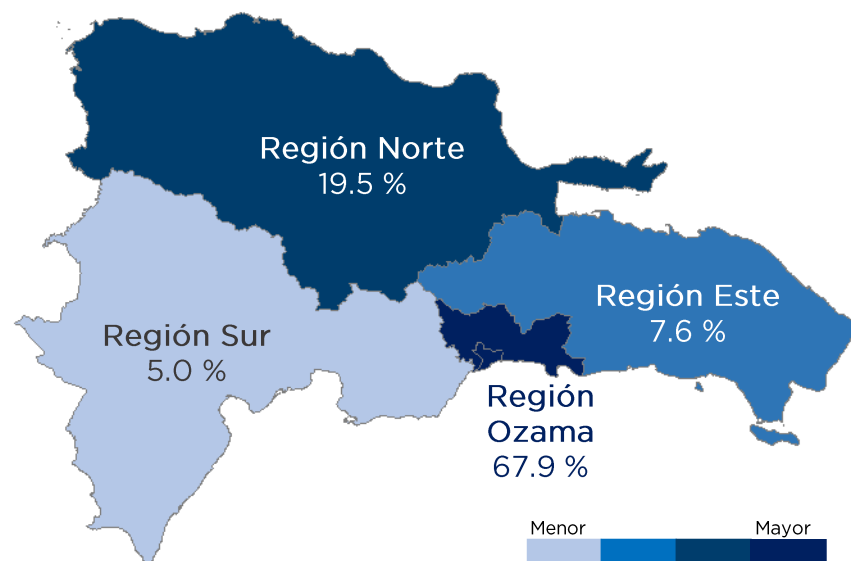 Región Norte
19.5 %
Región Este
7.6 %
Región Sur
5.0 %
Región
Ozama
67.9 %
Menor
Mayor